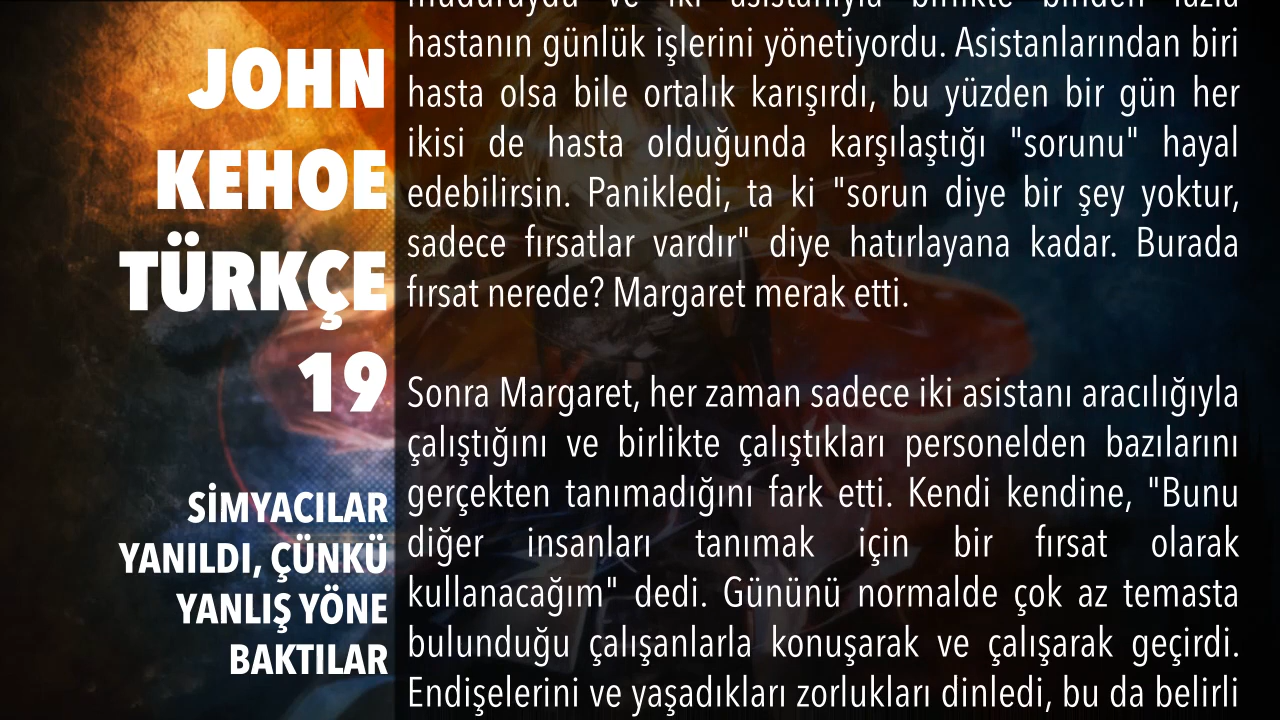 JOHN
KEHOE
TÜRKÇE
19
SİMYACILAR
YANILDI, ÇÜNKÜ
YANLIŞ YÖNE
BAKTILAR
müdürüydü ve iki asistanıyla birlikte binden fazla
hastanın günlük işlerini yönetiyordu. Asistanlarından biri
hasta olsa bile ortalık karışırdı, bu yüzden bir gün her
ikisi de hasta olduğunda karşılaştığı "sorunu" hayal
edebilirsin. Panikledi, ta ki "sorun diye bir şey yoktur,
sadece fırsatlar vardır" diye hatırlayana kadar. Burada
fırsat nerede? Margaret merak etti.
Sonra Margaret, her zaman sadece iki asistanı aracılığıyla
çalıştığını ve birlikte çalıştıkları personelden bazılarını
gerçekten tanımadığını fark etti. Kendi kendine, "Bunu
diğer insanları tanımak için bir fırsat olarak
kullanacağım" dedi. Gününü normalde çok az temasta
bulunduğu çalışanlarla konuşarak ve çalışarak geçirdi.
Endişelerini ve yaşadıkları zorlukları dinledi, bu da belirli